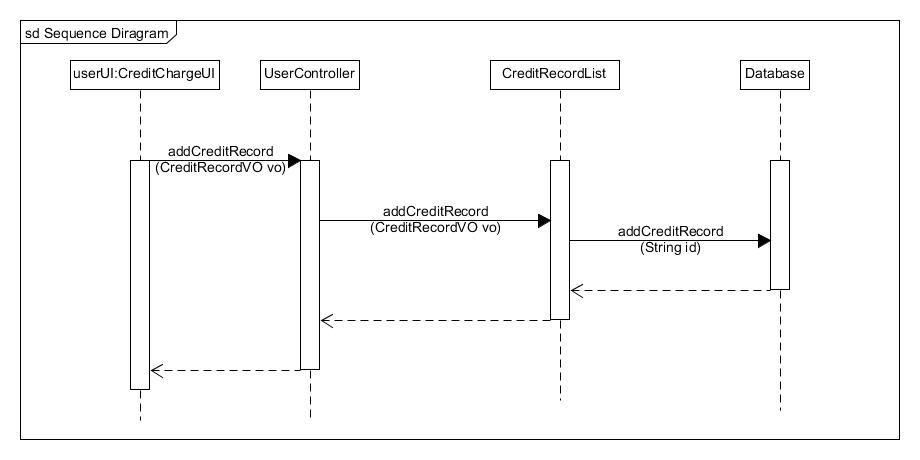 sd Sequence Diragram
userUI:CreditChargeUI
UserController
CreditRecordList
Database
addCreditRecord
(CreditRecordVO vo)
addCreditRecord
(CreditRecordVO vo)
addCreditRecord
(String id)